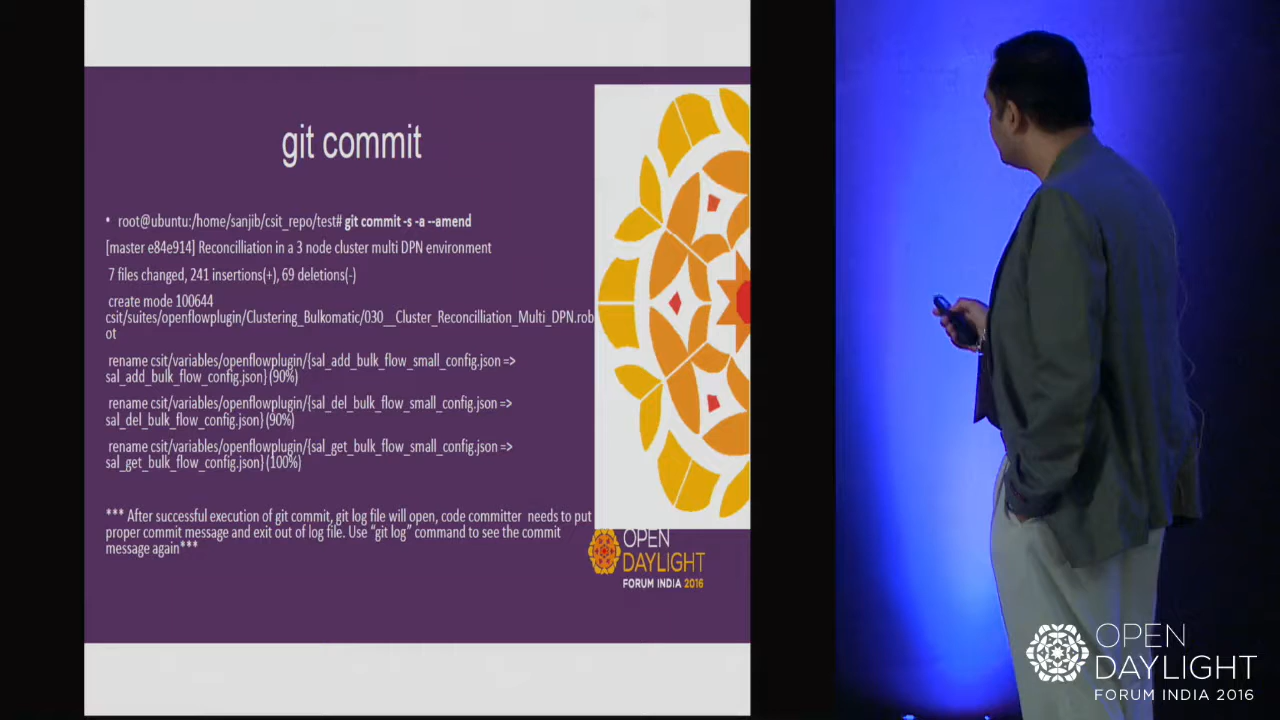 git commit
• root@ubuntu:/home/sanjib/csit_repo/test# git commit -s -a --amend
[master e84e914] Reconcilliation in a 3 node cluster multi DPN environment
7 files changed, 241 insertions(+), 69 deletions(-)
create mode 100644
csit/suites/openflowplugin/Clustering_Bulkomatic/030__Cluster_Reconcilliation_Multi_DPN.rob
ot
rename csit/variables/openflowplugin/{sal_add_bulk_flow_small_config.json =>
sal_add_bulk_flow_config.json} (90%)
rename csit/variables/openflowplugin/{sal_del_bulk_flow_small_config.json =>
sal_del_bulk_flow_config.json} (90%)
rename csit/variables/openflowplugin/{sal_get_bulk_flow_small_config.json =>
sal_get_bulk_flow_config.json} (100%)
*** After successful execution of git commit, git log file will open, code committer needs to put
proper commit message and exit out of log file. Use “git log” command to see the commit
message again***
OPEN
DAYLIGHT
FORUM INDIA 2016
OPEN
DAYLIGHT
FORUM INDIA 2016